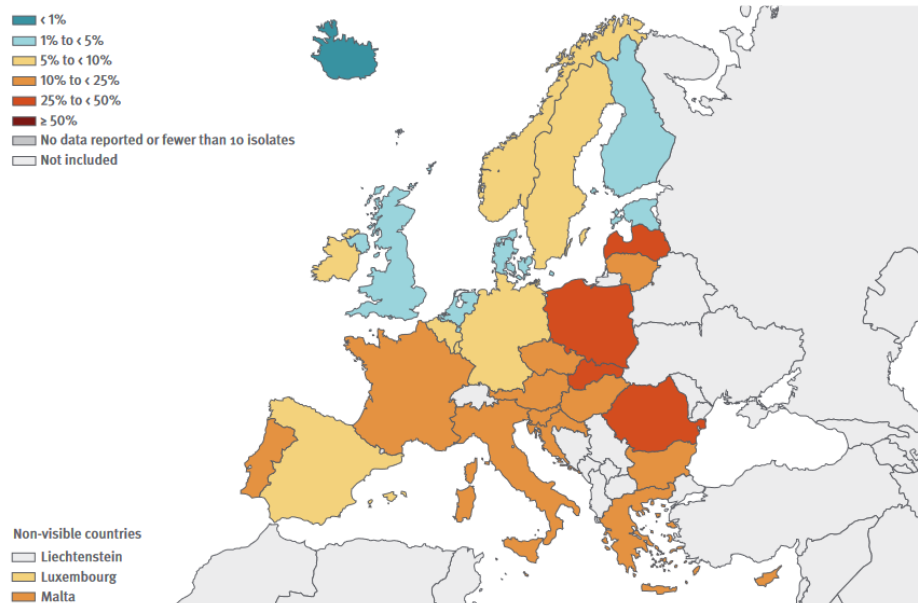 < 1%
1% to < 5%
5% to < 10%
10% to < 25%
25% to < 50%
≥ 50%
No data reported or fewer than 10 isolates
Not included
Non-visible countries
Liechtenstein
Luxembourg
Malta